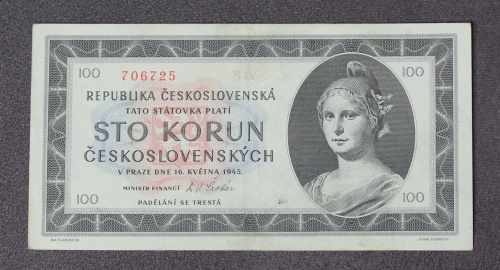 100 706725 B 06 100
REPUBLIKA ČESKOSLOVENSKÁ
TATO STÁTOVKA PLATÍ
STO KORUN
ČESKOSLOVENSKÝCH
V PRAZE DNE 16. KVĚTNA 1945.
MINISTR FINANCÍ
PADĚLÁNÍ SE TRESTÁ
100 100